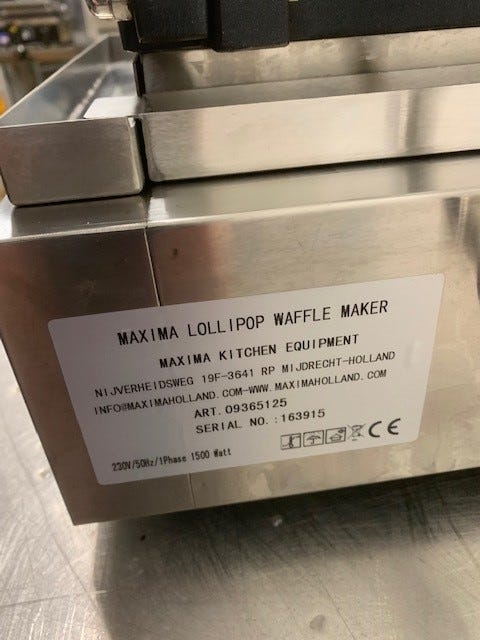 MAXIMA LOLLIPOP WAFFLE MAKER
MAXIMA KITCHEN EQUIPMENT
NIJVERHEIDSWEG 19F-3641 RP MIJDRECHT-HOLLAND
INFO@MAXIMAHOLLAND.COM-WWW.MAXIMAHOLLAND.COM
ART. 09365125
SERIAL NO. :163915
CE
230V/50Hz/1Phase 1500 Watt